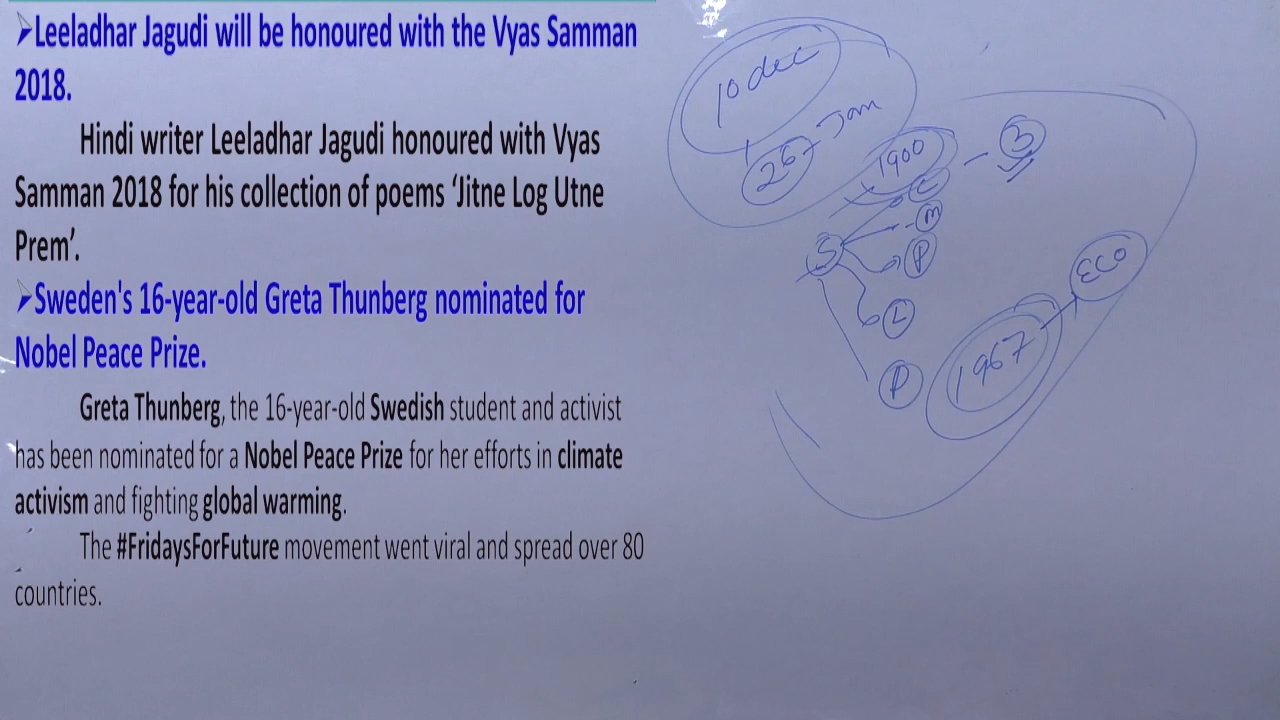 ➢Leeladhar Jagudi will be honoured with the Vyas Samman
2018.
Hindi writer Leeladhar Jagudi honoured with Vyas
Samman 2018 for his collection of poems ‘Jitne Log Utne
Prem’.
➢Sweden's 16-year-old Greta Thunberg nominated for
Nobel Peace Prize.
Greta Thunberg, the 16-year-old Swedish student and activist
has been nominated for a Nobel Peace Prize for her efforts in climate
activism and fighting global warming.
The #FridaysForFuture movement went viral and spread over 80
countries.
10 dec
26 - Jan
1900
3
C
m
5
P
L
P
1967
ECO